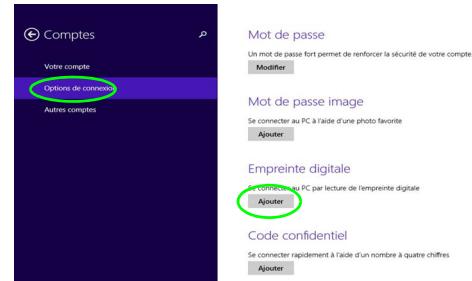 Comptes
Votre compte
Options de connexion
Autres comptes
Mot de passe
Un mot de passe fort permet de renforcer la sécurité de votre compte
Modifier
Mot de passe image
Se connecter au PC à l'aide d'une photo favorite
Ajouter
Empreinte digitale
Se connecter au PC par lecture de l'empreinte digitale
Ajouter
Code confidentiel
Se connecter rapidement à l'aide d'un nombre à quatre chiffres
Ajouter